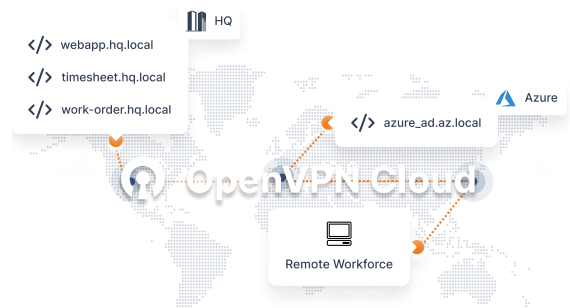 HQ
webapp.hq.local
timesheet.hq.local
work-order.hq.local
Azure
azure_ad.az.local
OpenVPN Cloud
Remote Workforce